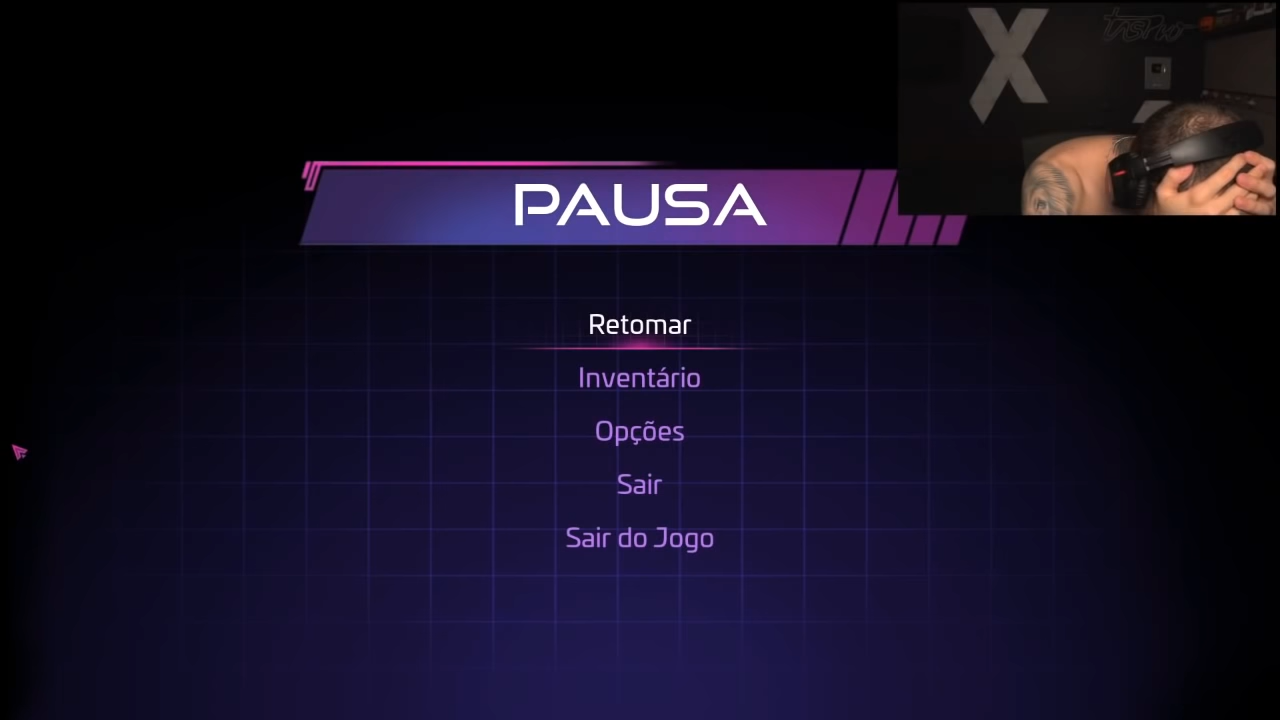 PAUSA
Retomar
Inventário
Opções
Sair
Sair do Jogo